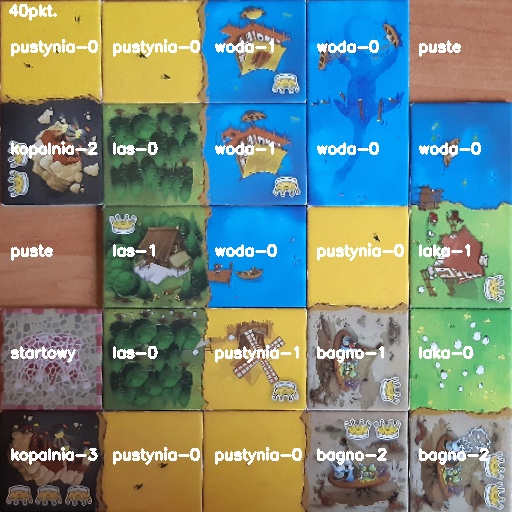 40pkt.
pustynia-0 pustynia-0 woda-1 woda-0 puste
kopalnia-2 las-0 woda-1 woda-0 woda-0
puste las-1 woda-0 pustynia-0 laka-1
startowy las-0 pustynia-1 bagno-1 laka-0
kopalnia-3 pustynia-0 pustynia-0 bagno-2 bagno-2